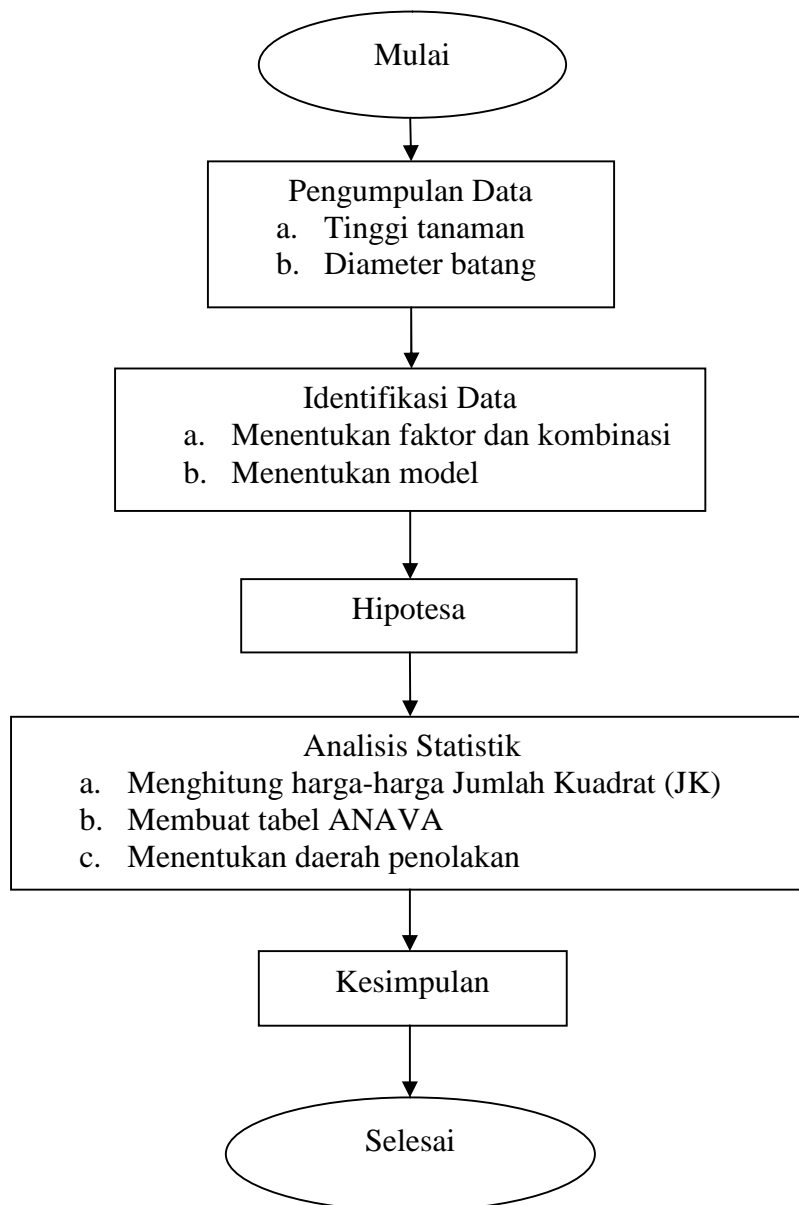 Mulai
Pengumpulan Data
a. Tinggi tanaman
b. Diameter batang
Identifikasi Data
a. Menentukan faktor dan kombinasi
b. Menentukan model
Hipotesa
Analisis Statistik
a. Menghitung harga-harga Jumlah Kuadrat (JK)
b. Membuat tabel ANAVA
c. Menentukan daerah penolakan
Kesimpulan
Selesai